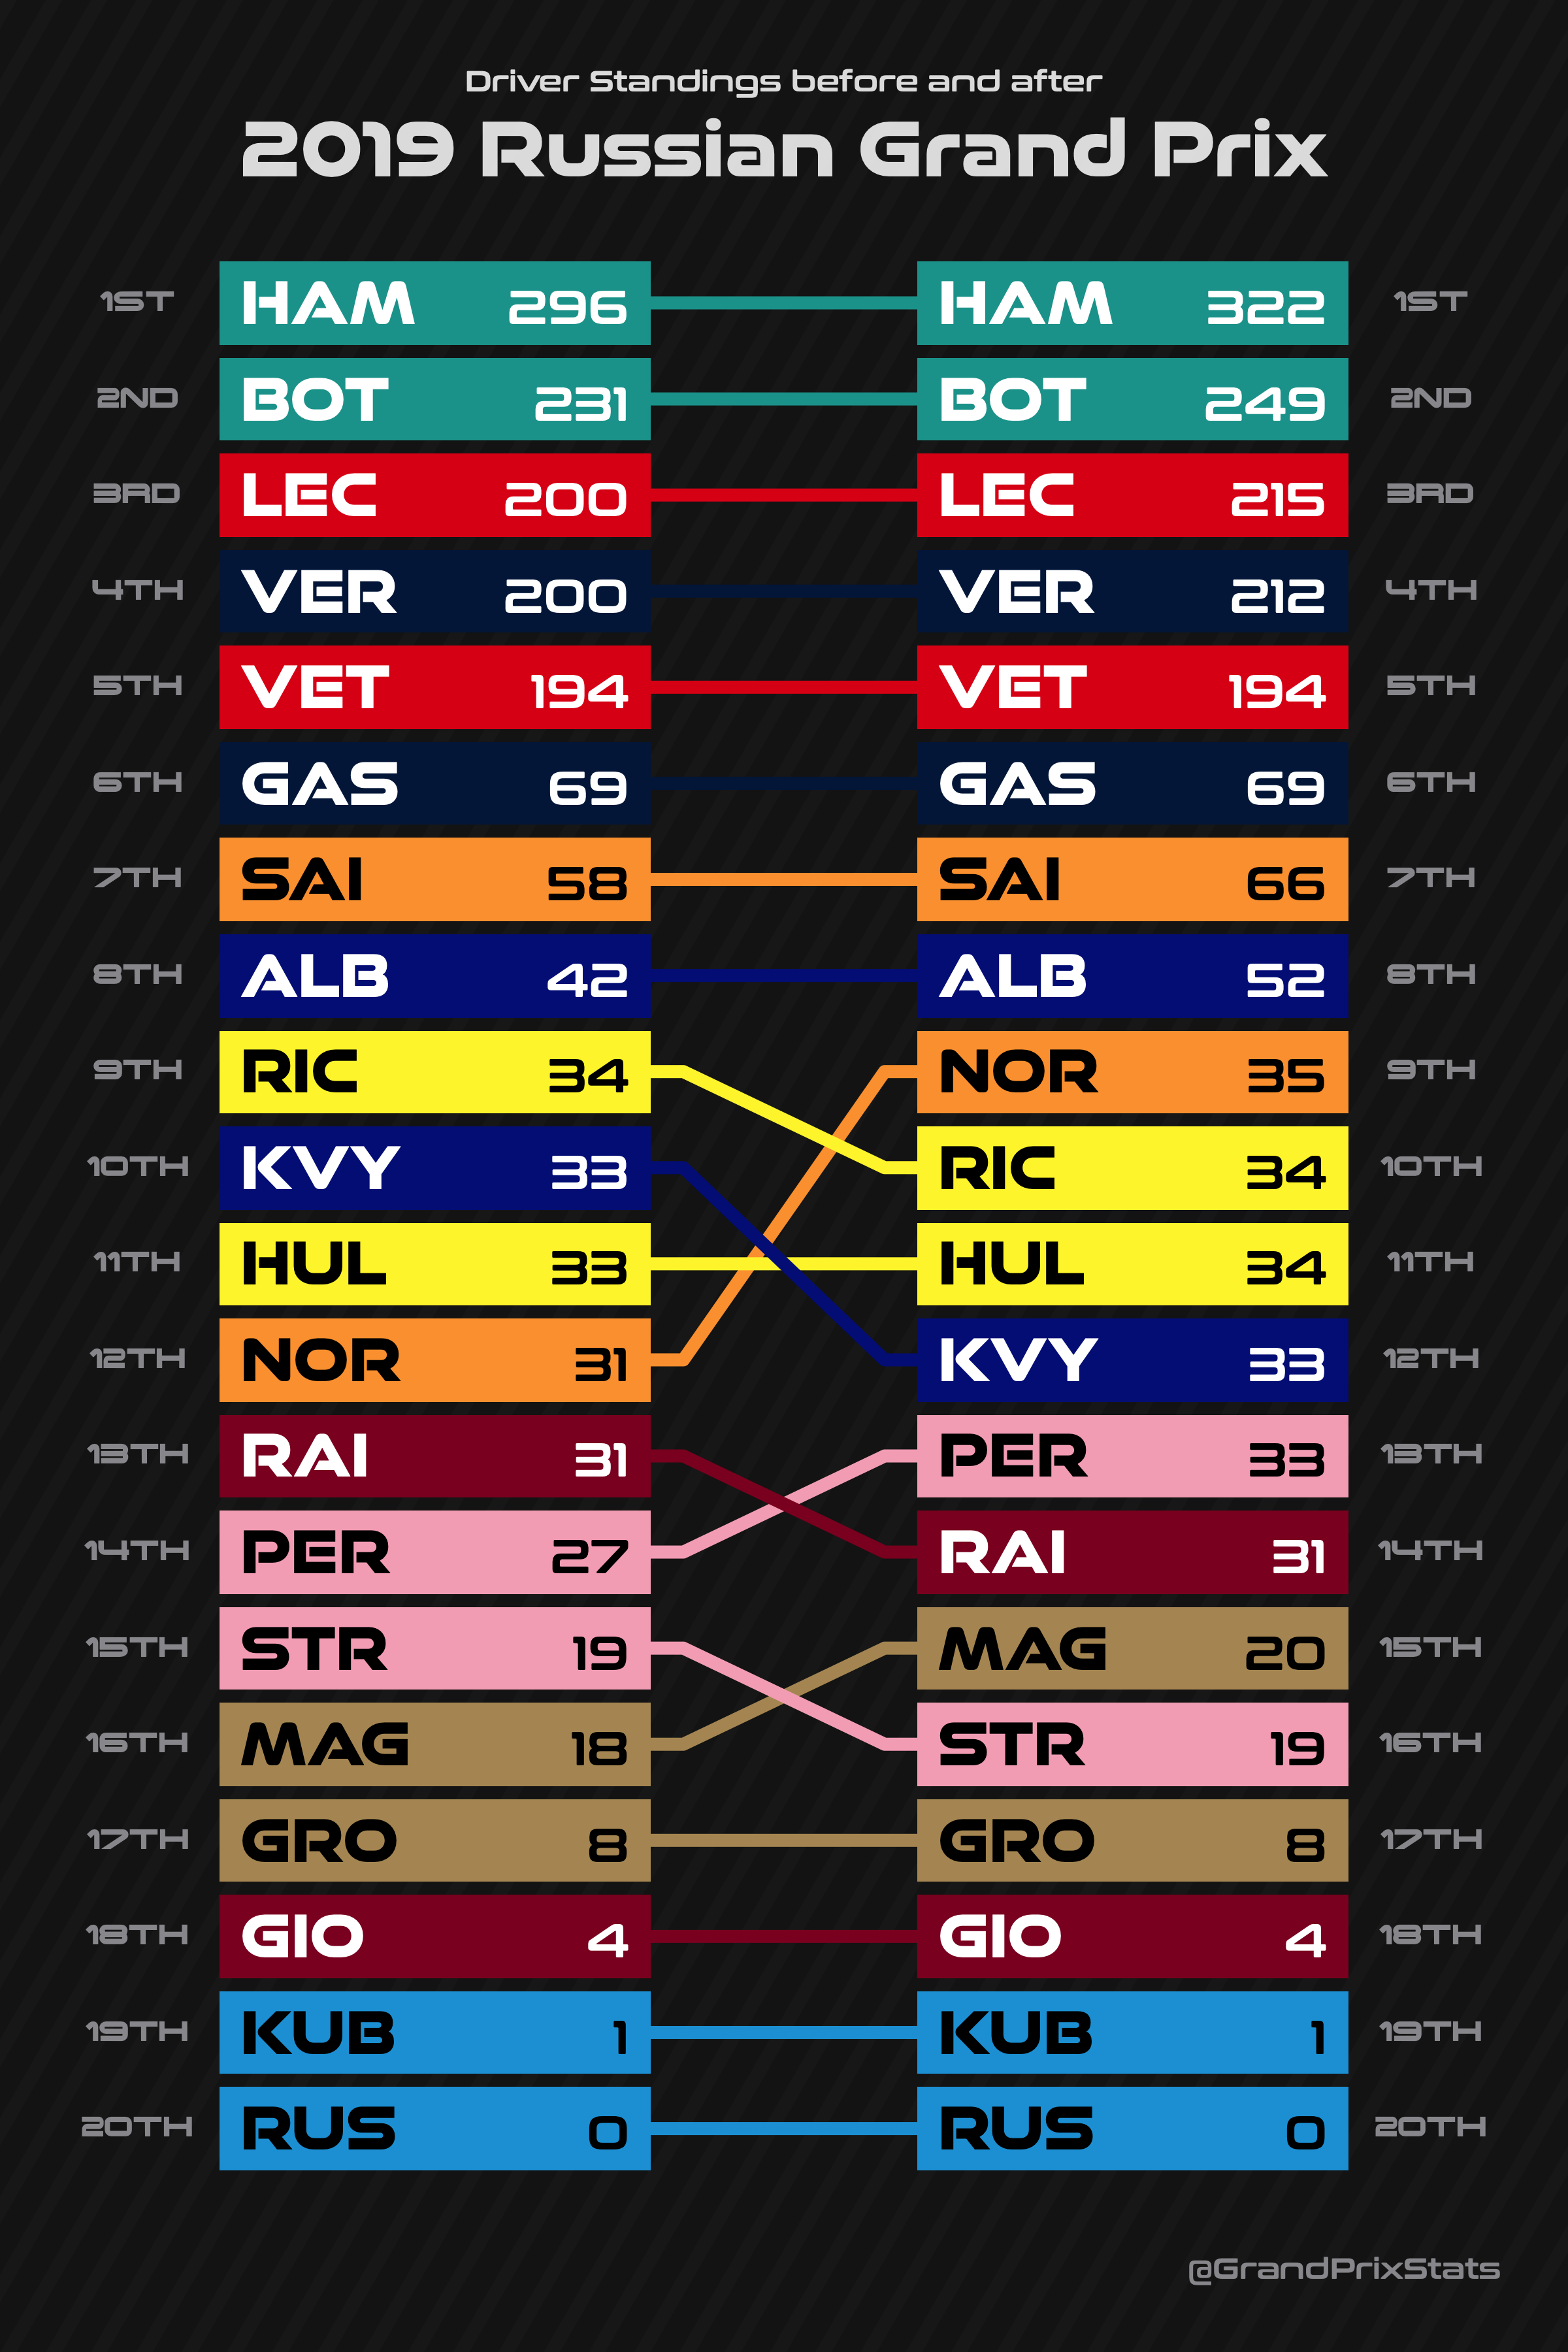 Driver Standings before and after
2019 Russian Grand Prix
1ST HAM 296 HAM 322 1ST
2ND BOT 231 BOT 249 2ND
3RD LEC 200 LEC 215 3RD
4TH VER 200 VER 212 4TH
5TH VET 194 VET 194 5TH
6TH GAS 69 GAS 69 6TH
7TH SAI 58 SAI 66 7TH
8TH ALB 42 ALB 52 8TH
9TH RIC 34 NOR 35 9TH
10TH KVY 33 RIC 34 10TH
11TH HUL 33 HUL 34 11TH
12TH NOR 31 KVY 33 12TH
13TH RAI 31 PER 33 13TH
14TH PER 27 RAI 31 14TH
15TH STR 19 MAG 20 15TH
16TH MAG 18 STR 19 16TH
17TH GRO 8 GRO 8 17TH
18TH GIO 4 GIO 4 18TH
19TH KUB 1 KUB 1 19TH
20TH RUS 0 RUS 0 20TH
@GrandPrixStats